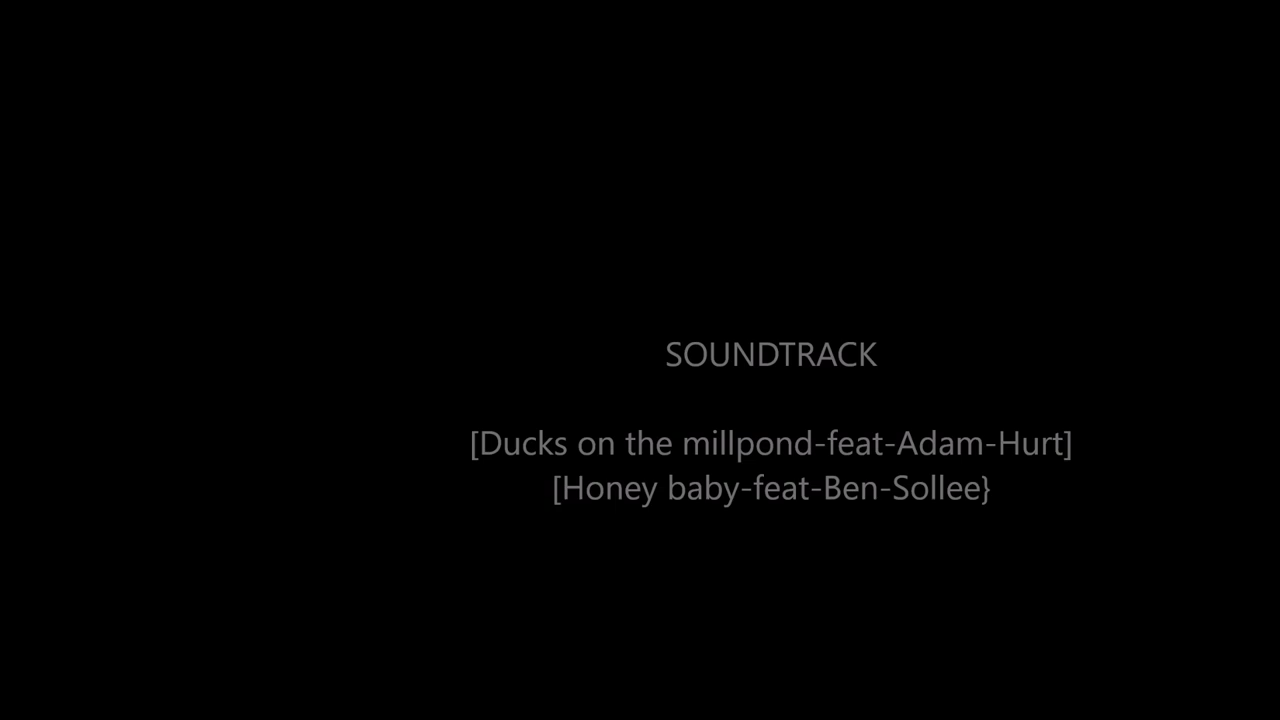 SOUNDTRACK
[Ducks on the millpond-feat-Adam-Hurt]
[Honey baby-feat-Ben-Sollee}